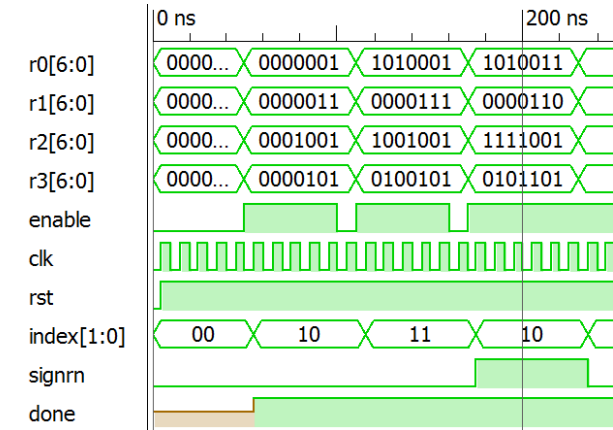 0 ns 200 ns
r0[6:0] 0000... 0000001 1010001 1010011
r1[6:0] 0000... 0000011 0000111 0000110
r2[6:0] 0000... 0001001 1001001 1111001
r3[6:0] 0000... 0000101 0100101 0101101
enable
clk
rst
index[1:0] 00 10 11 10
signrn
done